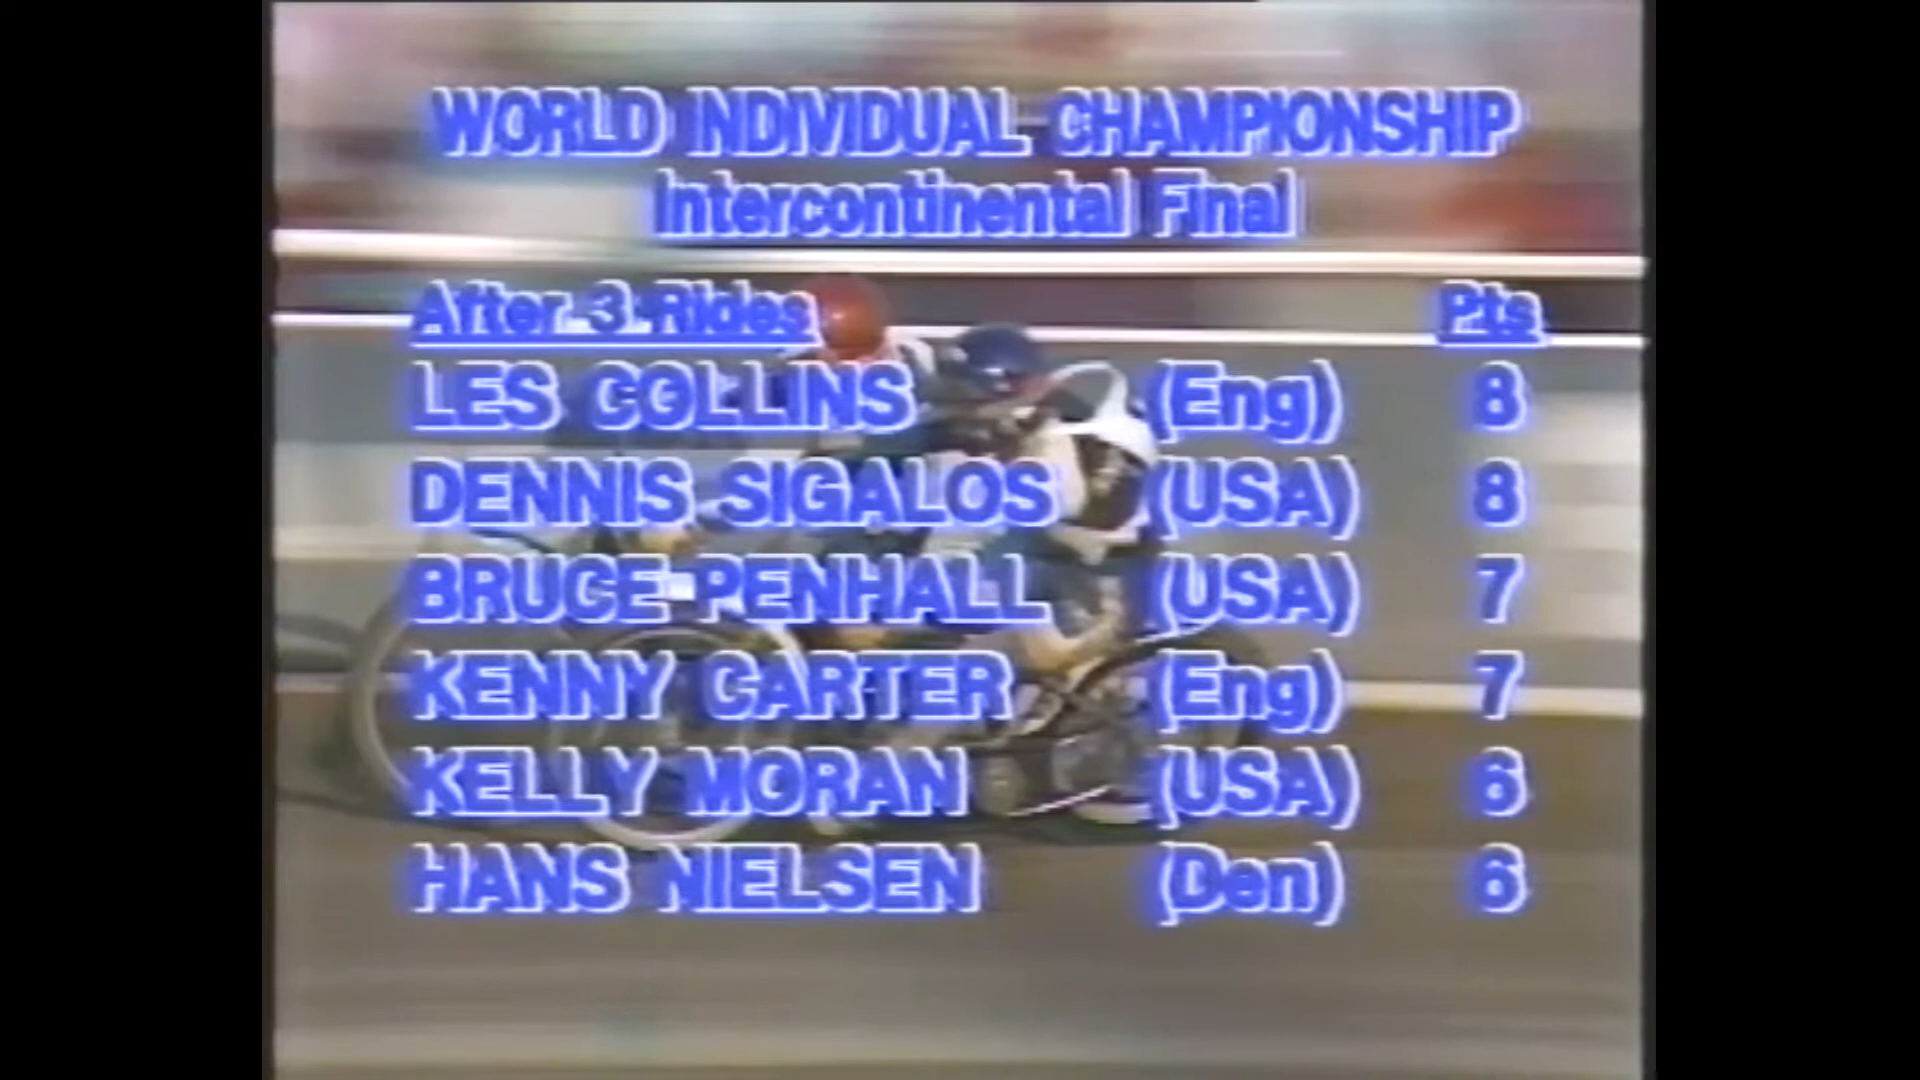 WORLD INDIVIDUAL CHAMPIONSHIP
Intercontinental Final
After 3 Rides Pts
LES COLLINS (Eng) 8
DENNIS SIGALOS (USA) 8
BRUCE PENHALL (USA) 7
KENNY CARTER (Eng) 7
KELLY MORAN (USA) 6
HANS NIELSEN (Den) 6